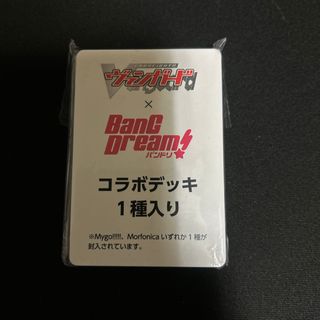 ヴァンガード
Vanguard
×
BanG
Dream!
バンドリ
コラボデッキ
1種入り
※Mygo!!!!!、Morfonica いずれか 1 種が
封入されています。